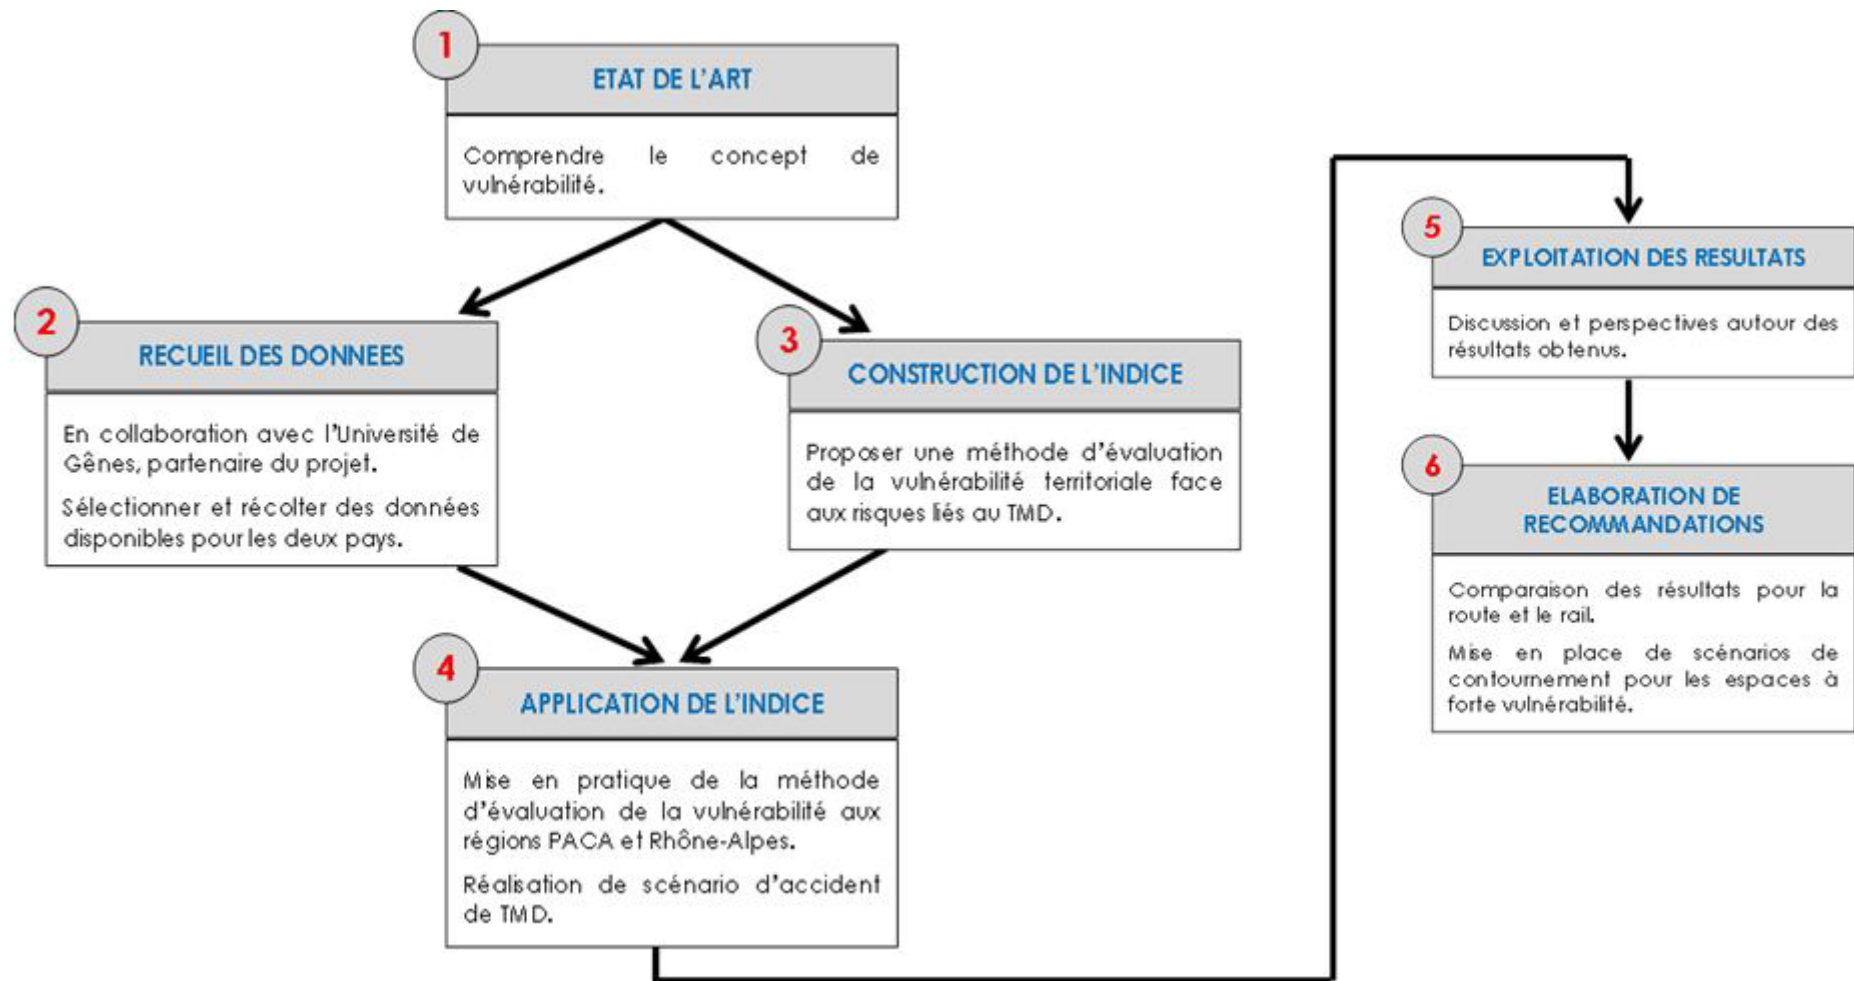 1
ETAT DE L'ART
Comprendre le concept de
vulnérabilité.
2
RECUEIL DES DONNEES
En collaboration avec l'Université de
Gênes, partenaire du projet.
Sélectionner et récolter des données
disponibles pour les deux pays.
3
CONSTRUCTION DE L'INDICE
Proposer une méthode d'évaluation
de la vulnérabilité territoriale face
aux risques liés au TMD.
4
APPLICATION DE L'INDICE
Mise en pratique de la méthode
d'évaluation de la vulnérabilité aux
régions PACA et Rhône-Alpes.
Réalisation de scénario d'accident
de TMD.
5
EXPLOITATION DES RESULTATS
Discussion et perspectives autour des
résultats obtenus.
6
ELABORATION DE
RECOMMANDATIONS
Comparaison des résultats pour la
route et le rail.
Mise en place de scénarios de
contournement pour les espaces à
forte vulnérabilité.